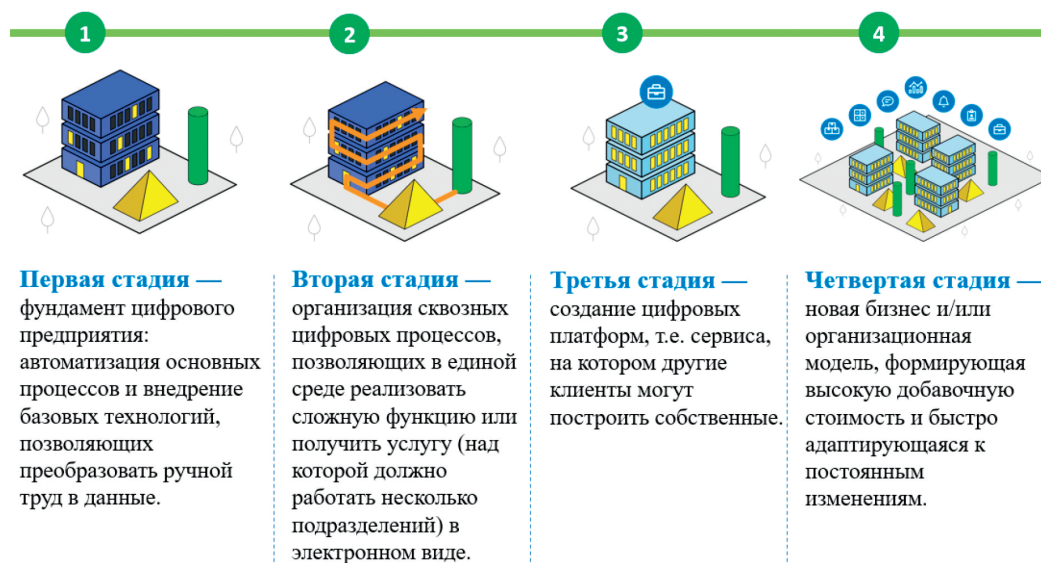 1
2
3
4
Первая стадия —
фундамент цифрового
предприятия:
автоматизация основных
процессов и внедрение
базовых технологий,
позволяющих
преобразовать ручной
труд в данные.
Вторая стадия —
организация сквозных
цифровых процессов,
позволяющих в единой
среде реализовать
сложную функцию или
получить услугу (над
которой должно
работать несколько
подразделений) в
электронном виде.
Третья стадия —
создание цифровых
платформ, т.е. сервиса,
на котором другие
клиенты могут
построить собственные.
Четвертая стадия —
новая бизнес и/или
организационная
модель, формирующая
высокую добавочную
стоимость и быстро
адаптирующаяся к
постоянным
изменениям.